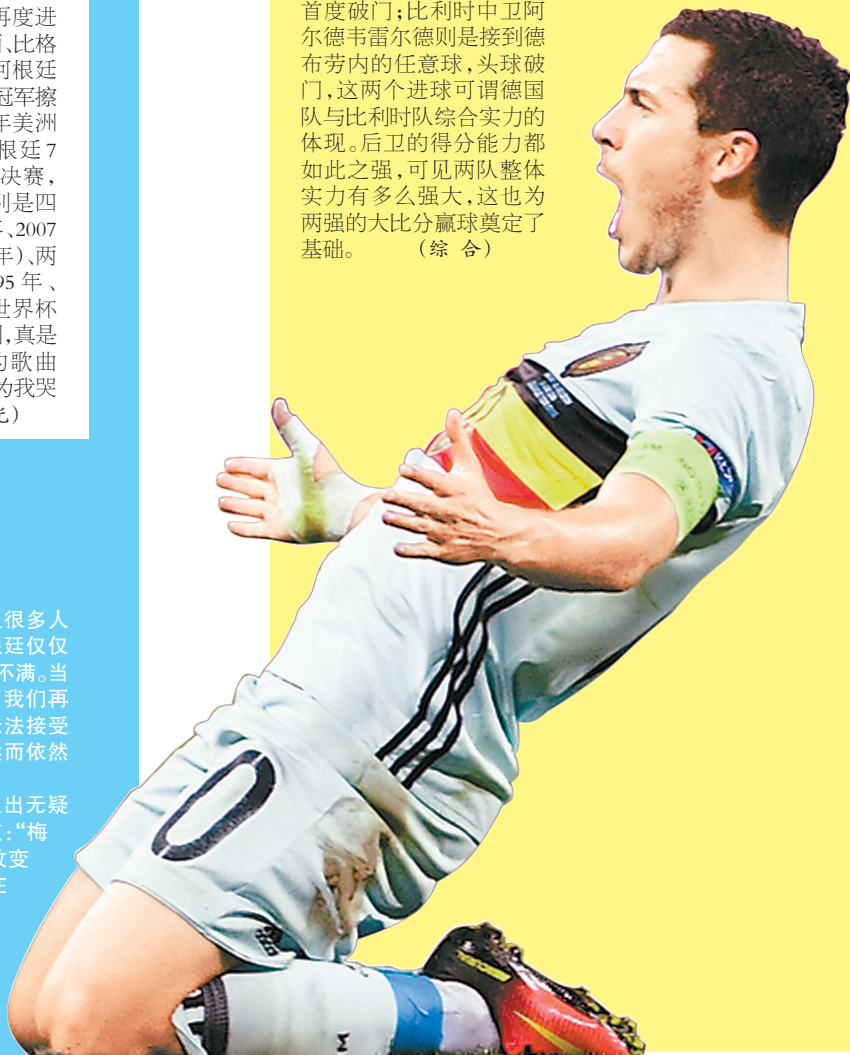 再度进
、比格
阿根廷
冠军擦
年美洲
根廷7
决赛，
别是四
、2007
年）、两
95年、
世界杯
，真是
的歌曲
为我哭
）
首度破门；比利时中卫阿
尔德韦雷尔德则是接到德
布劳内的任意球，头球破
门，这两个进球可谓德国
队与比利时队综合实力的
体现。后卫的得分能力都
如此之强，可见两队整体
实力有多么强大，这也为
两强的大比分赢球奠定了
基础。 （综 合）
很多人
廷仅仅
不满。当
我们再
法接受
而依然
出无疑
：“梅
改变
在
0